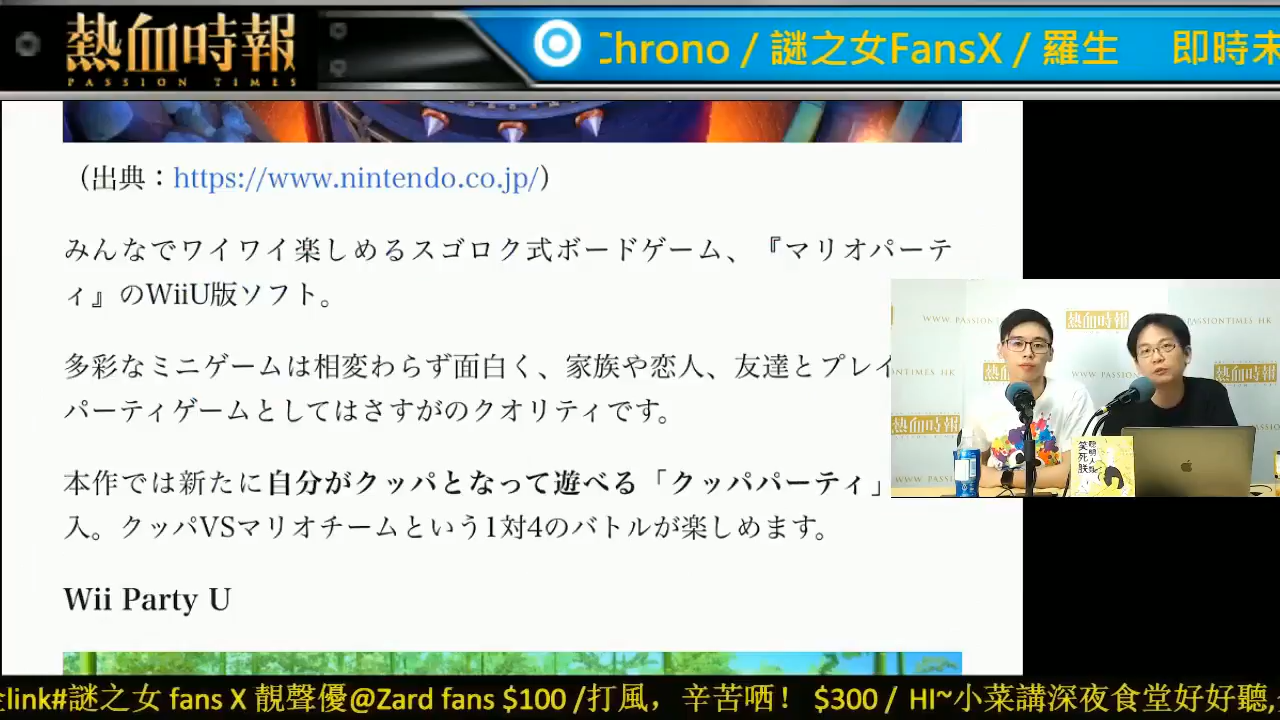 熱血時報
PASSION TIMES
Chrono / 謎之女FansX / 羅生 即時未
（出典：https://www.nintendo.co.jp/）
みんなでワイワイ楽しめるスゴロク式ボードゲーム、『マリオパーテ
ィ』のWiiU版ソフト。
多彩なミニゲームは相変わらず面白く、家族や恋人、友達とプレイ
パーティゲームとしてはさすがのクオリティです。
本作では新たに自分がクッパとなって遊べる「クッパパーティ」
入。クッパVSマリオチームという1対4のバトルが楽しめます。
Wii Party U
WWW.PASSIONTIMES.HK
熱血時報
PASSIONTIMES.HK
熱血時報
笑死朕
link#謎之女 fans X 靚聲優@Zard fans $100 /打風，辛苦哂！ $300 / HI~小菜講深夜食堂好好聽,